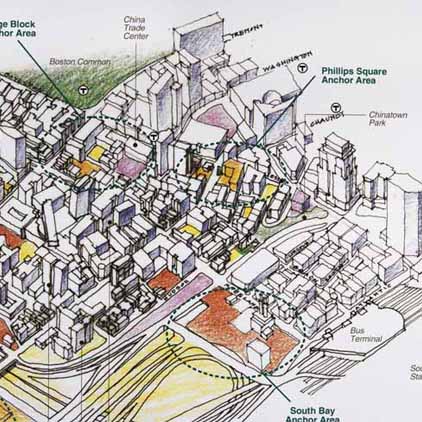 ge Block
hor Area
China
Trade
Center
TREMONT
Boston Common
T
WASHINGTON
T
Phillips Square
Anchor Area
T
CHAUNCY
Chinatown
Park
T
Bus
Terminal
Sou
Sta
South Bay
Anchor Area